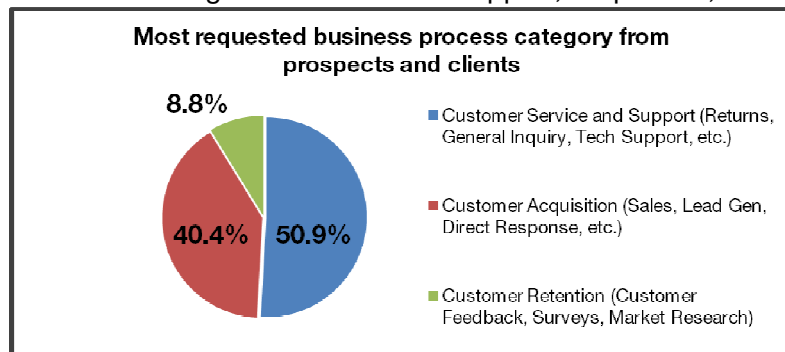 Most requested business process category from
prospects and clients
8.8%
40.4%
50.9%
Customer Service and Support (Returns,
General Inquiry, Tech Support, etc.)
Customer Acquisition (Sales, Lead Gen,
Direct Response, etc.)
Customer Retention (Customer
Feedback, Surveys, Market Research)